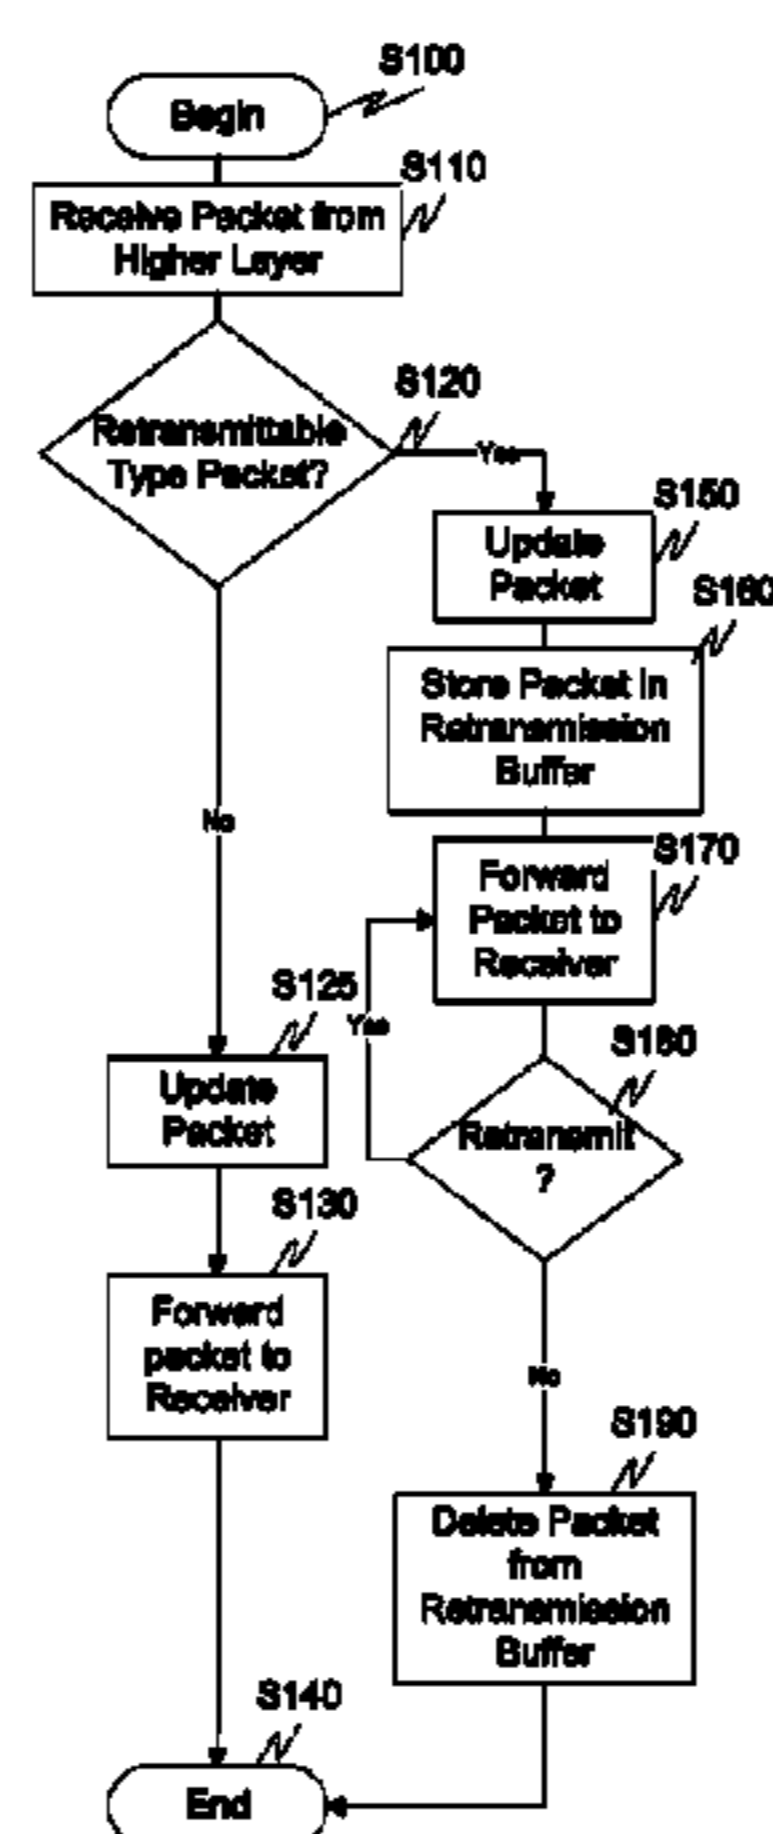 S100
Begin
S110
Receive Packet from
Higher Layer
S120
Retransmittable
Type Packet?
Yes
S150
Update
Packet
S160
Store Packet in
Retransmission
Buffer
No
S170
Forward
Packet to
Receiver
S125
Yes
S180
Update
Packet
Retransmit
?
S130
Forward
packet to
Receiver
No
S190
Delete Packet
from
Retransmission
Buffer
S140
End